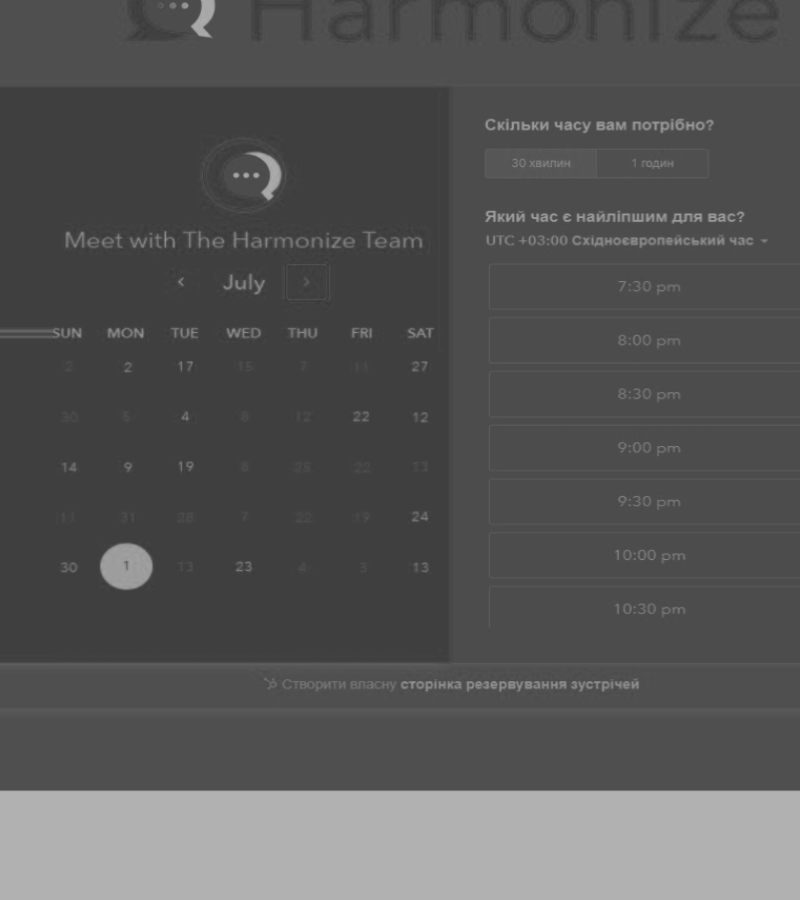 Harmonize
Meet with The Harmonize Team
July
SUN MON TUE WED THU FRI SAT
2 2 17 15 7 11 27
30 5 4 8 12 22 12
14 9 19 8 25 22 13
11 31 28 7 22 19 24
30 1 13 23 4 3 13
Скільки часу вам потрібно?
30 хвилин 1 годин
Який час є найліпшим для вас?
UTC +03:00 Східноєвропейський час
7:30 pm
8:00 pm
8:30 pm
9:00 pm
9:30 pm
10:00 pm
10:30 pm
Створити власну сторінка резервування зустрічей